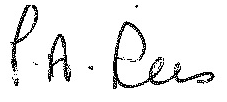 P. A. Rees